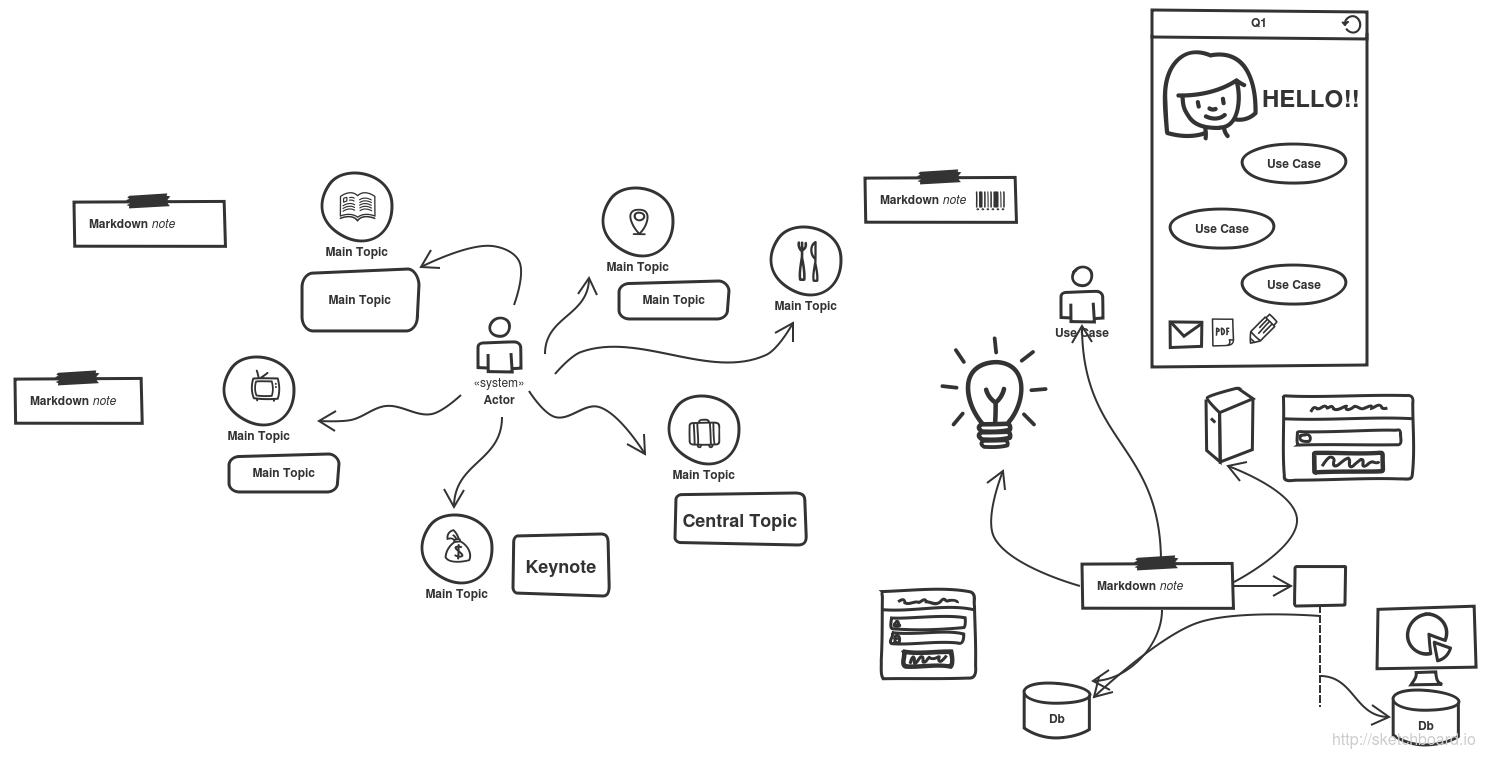 Q1
HELLO!!
Use Case
Use Case
Use Case
PDF
Markdown note
Main Topic
Main Topic
Main Topic
Main Topic
Main Topic
Markdown note
«system»
Actor
Markdown note
Main Topic
Main Topic
Main Topic
Central Topic
Main Topic
Keynote
Markdown note
Use Case
Markdown note
Db
Db
http://sketchboard.io